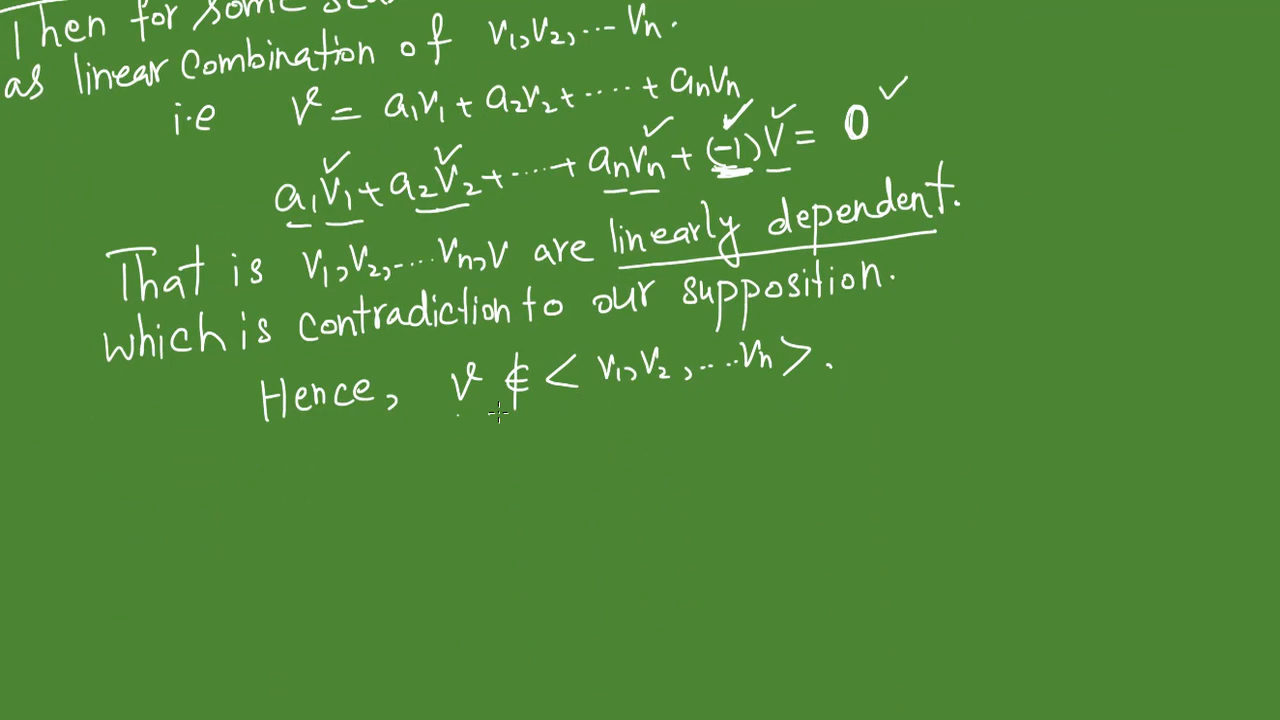 Then for some
as linear combination of v₁,v₂,...vₙ.
i.e v = a₁v₁ + a₂v₂ + ..... + aₙvₙ
a₁v₁ + a₂v₂ + ..... + aₙvₙ + (-1)v = 0
That is v₁,v₂,.....vₙ,v are linearly dependent.
which is contradiction to our supposition.
Hence, v ∉ < v₁,v₂,....vₙ>.